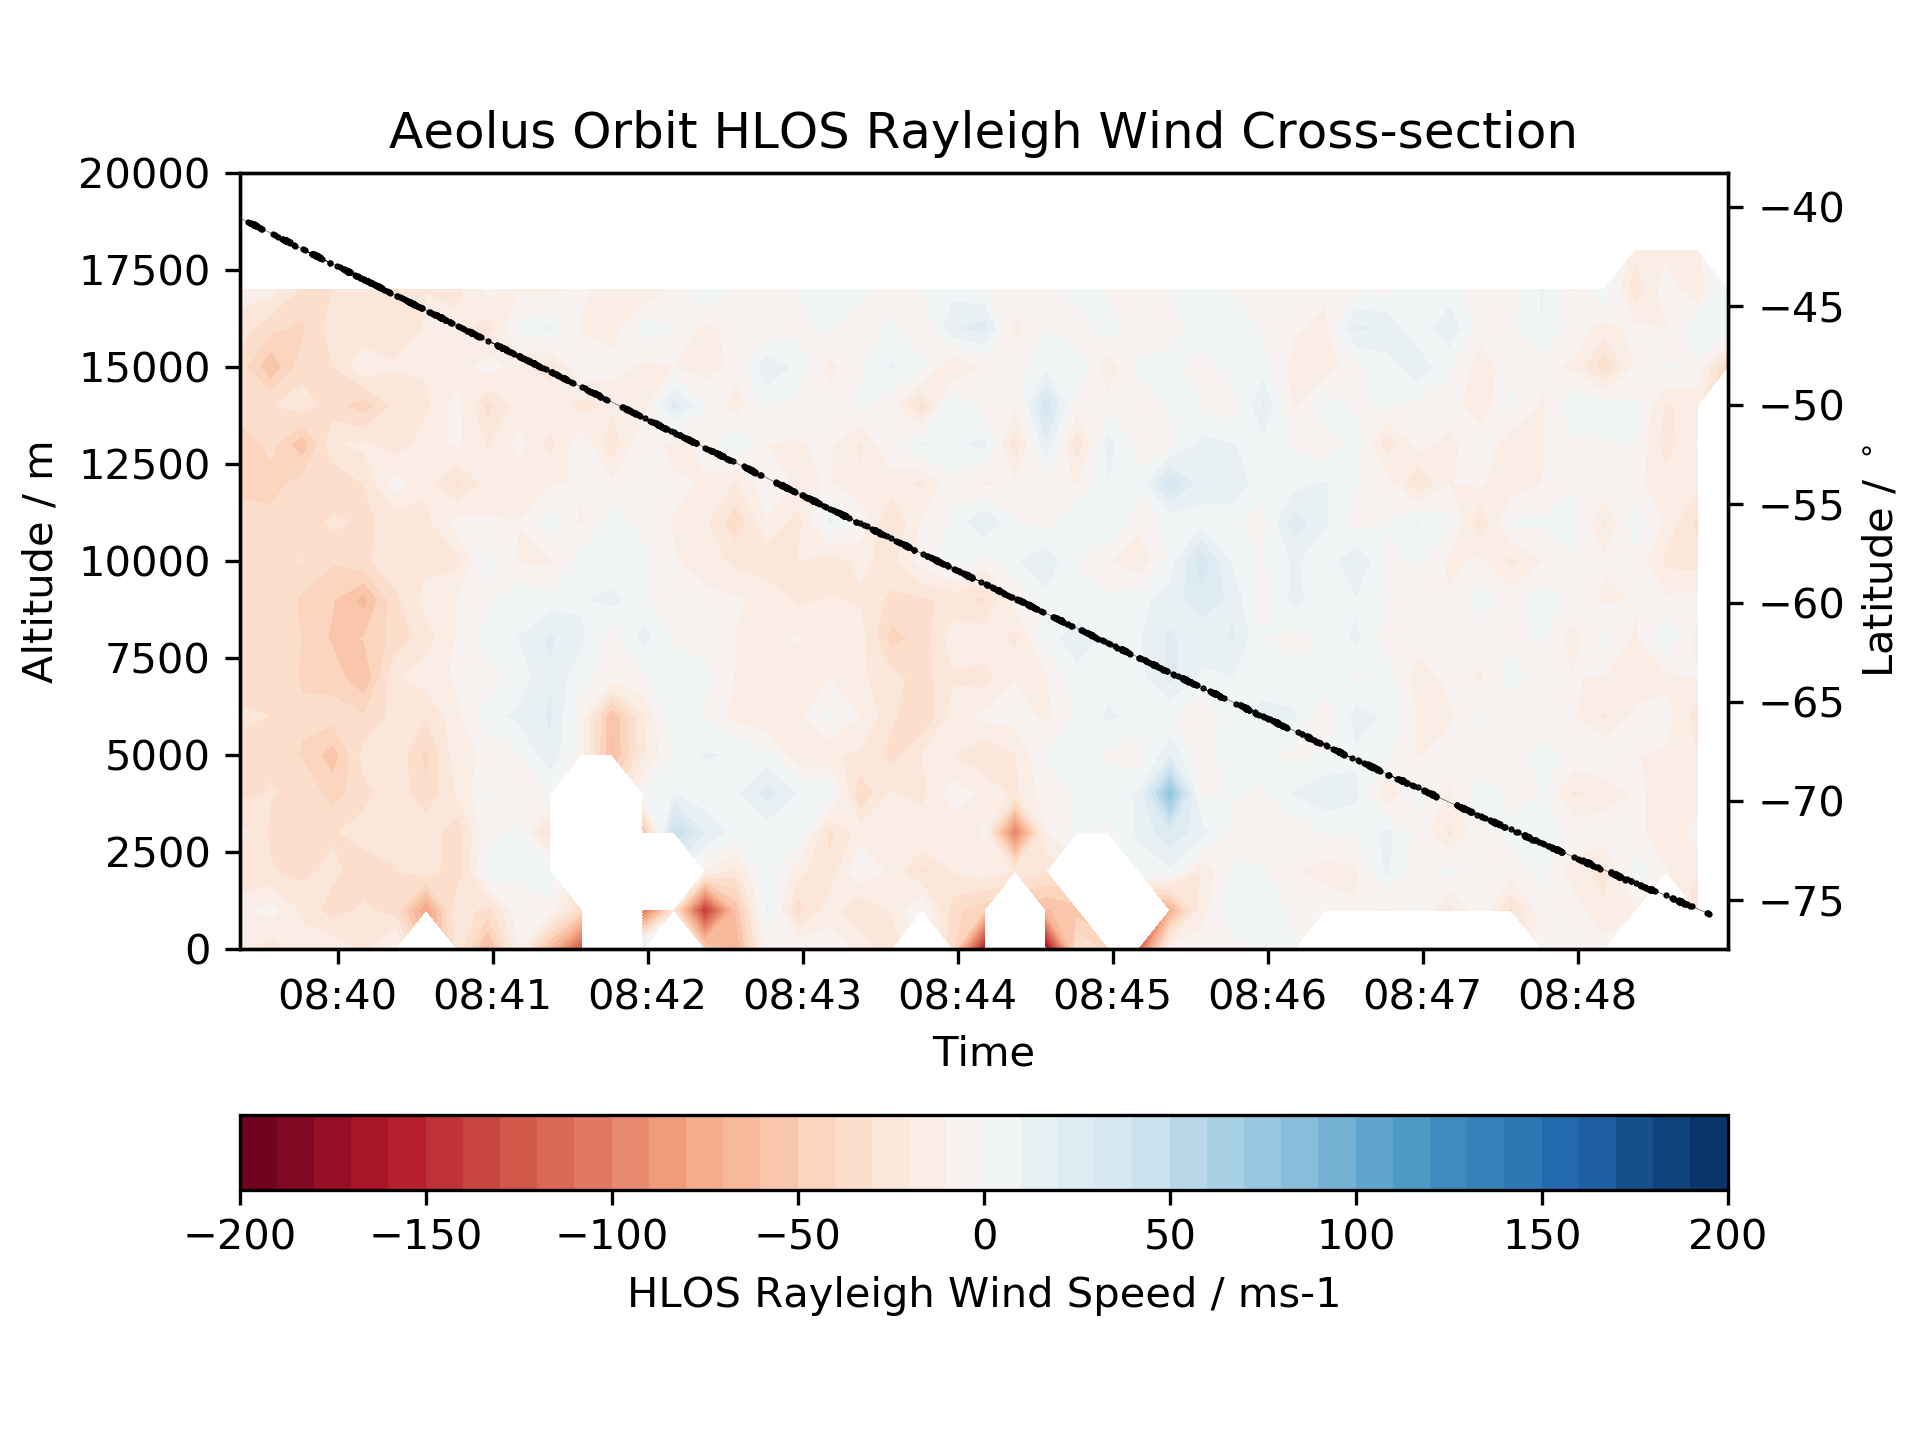 Aeolus Orbit HLOS Rayleigh Wind Cross-section
20000
17500
15000
12500
10000
7500
5000
2500
0
Altitude / m
−40
−45
−50
−55
−60
−65
−70
−75
Latitude / °
08:40 08:41 08:42 08:43 08:44 08:45 08:46 08:47 08:48
Time
−200 −150 −100 −50 0 50 100 150 200
HLOS Rayleigh Wind Speed / ms-1